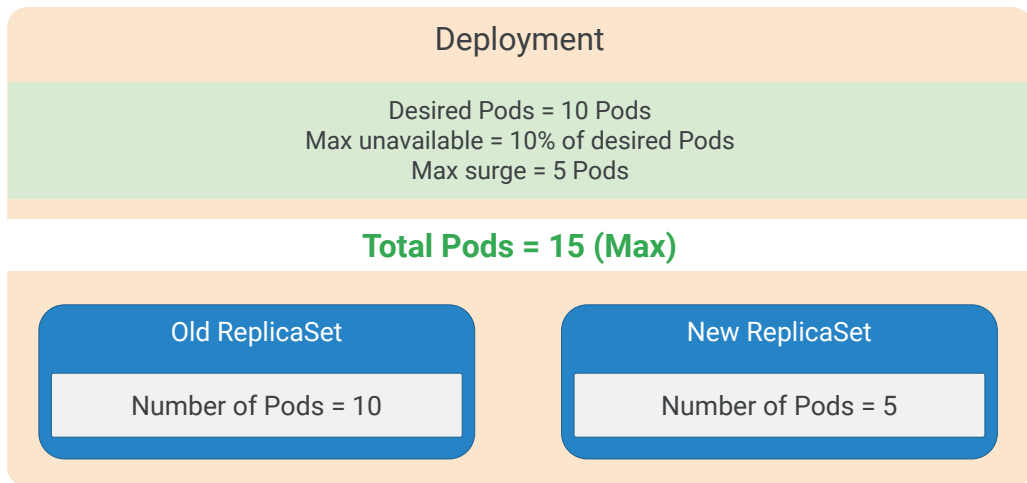 Deployment
Desired Pods = 10 Pods
Max unavailable = 10% of desired Pods
Max surge = 5 Pods
Total Pods = 15 (Max)
Old ReplicaSet
Number of Pods = 10
New ReplicaSet
Number of Pods = 5